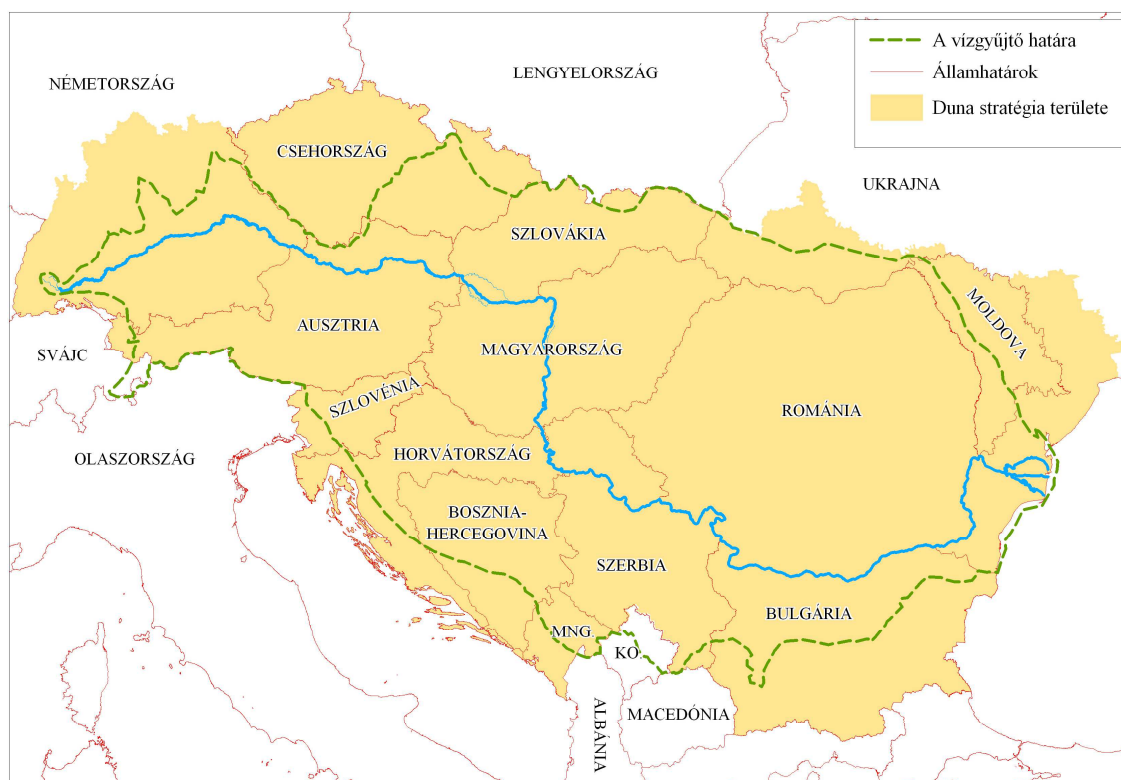 A vízgyűjtő határa
Államhatárok
Duna stratégia területe
NÉMETORSZÁG
LENGYELORSZÁG
CSEHORSZÁG
UKRAJNA
SZLOVÁKIA
MOLDOVA
AUSZTRIA
SVÁJC
MAGYARORSZÁG
SZLOVÉNIA
ROMÁNIA
OLASZORSZÁG
HORVÁTORSZÁG
BOSZNIA-
HERCEGOVINA
SZERBIA
BULGÁRIA
MNG.
KO.
MACEDÓNIA
ALBÁNIA